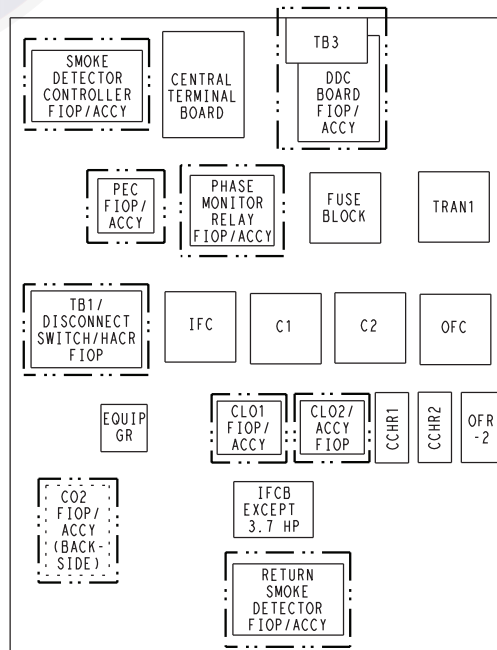 SMOKE
DETECTOR
CONTROLLER
FIOP/ACCY
CENTRAL
TERMINAL
BOARD
TB3
DDC
BOARD
FIOP/
ACCY
PEC
FIOP/
ACCY
PHASE
MONITOR
RELAY
FIOP/ACCY
FUSE
BLOCK
TRAN1
TB1/
DISCONNECT
SWITCH/HACR
FIOP
IFC
C1
C2
OFC
EQUIP
GR
CLO1
FIOP/
ACCY
CLO2/
ACCY
FIOP
CCHR1
CCHR2
OFR
-2
CO2
FIOP/
ACCY
(BACK-
SIDE)
IFCB
EXCEPT
3.7 HP
RETURN
SMOKE
DETECTOR
FIOP/ACCY